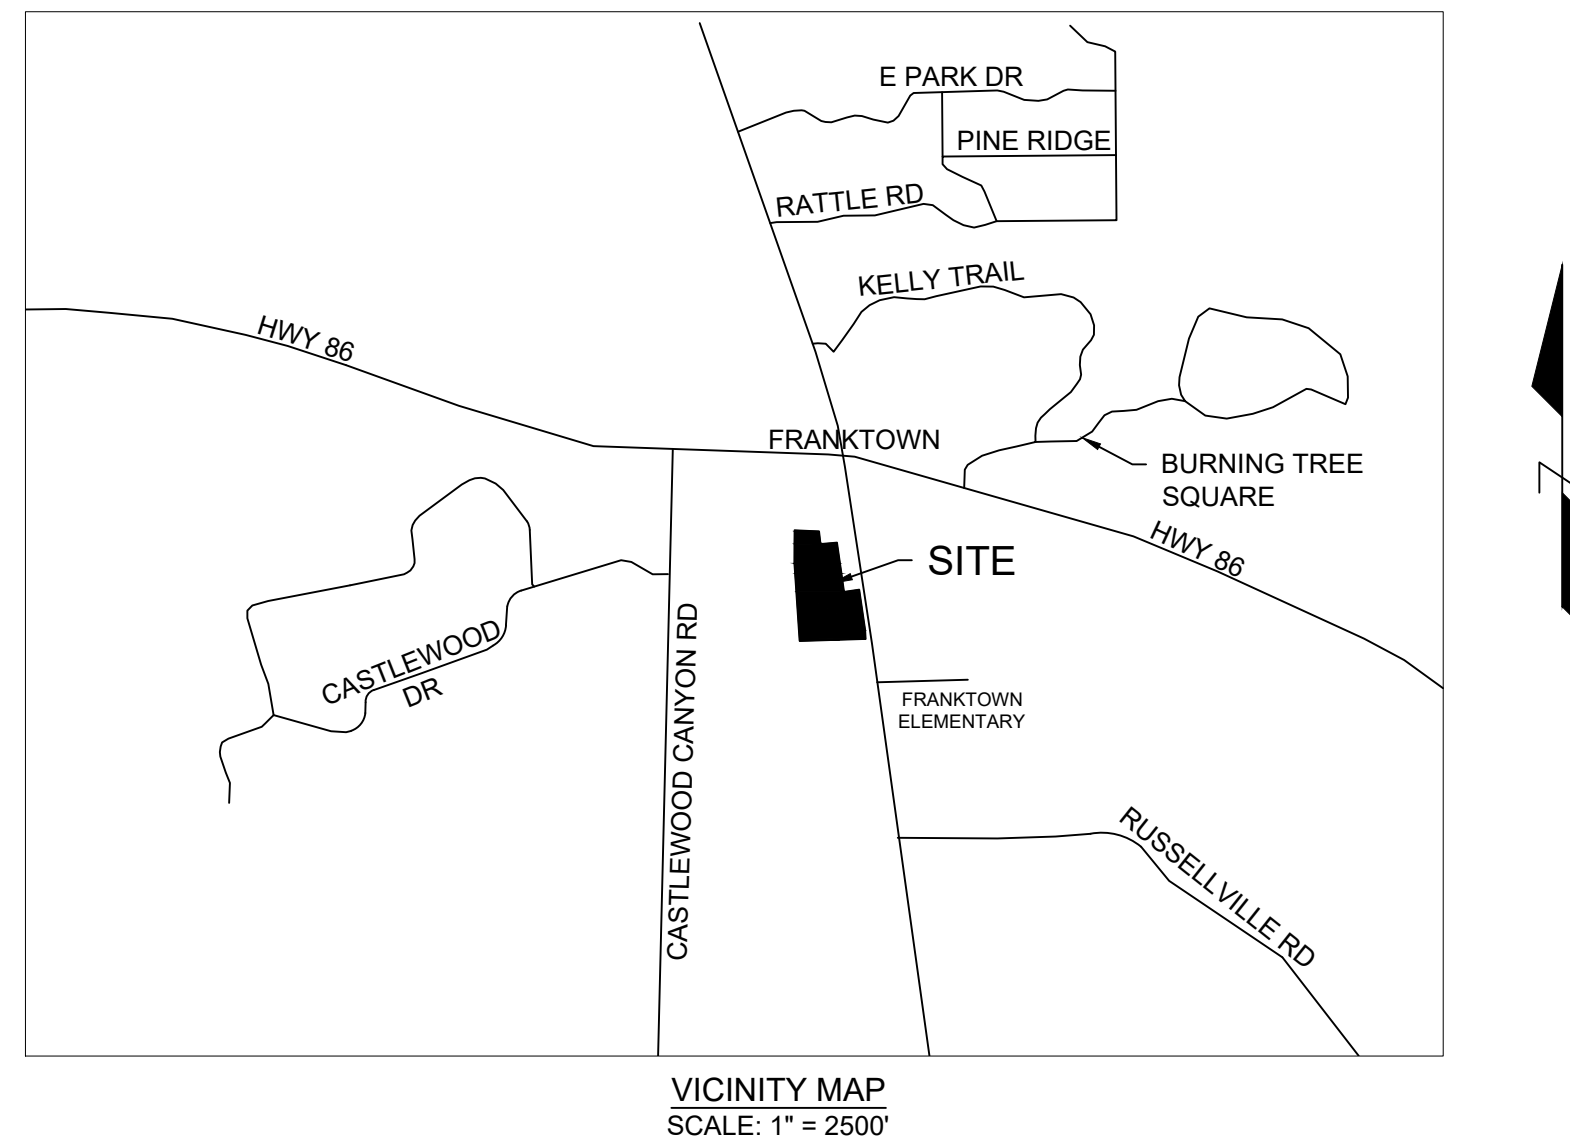 E PARK DR
PINE RIDGE
RATTLE RD
KELLY TRAIL
HWY 86
FRANKTOWN
BURNING TREE
SQUARE
HWY 86
SITE
CASTLEWOOD
DR
CASTLEWOOD CANYON RD
FRANKTOWN
ELEMENTARY
RUSSELLVILLE RD
VICINITY MAP
SCALE: 1" = 2500'